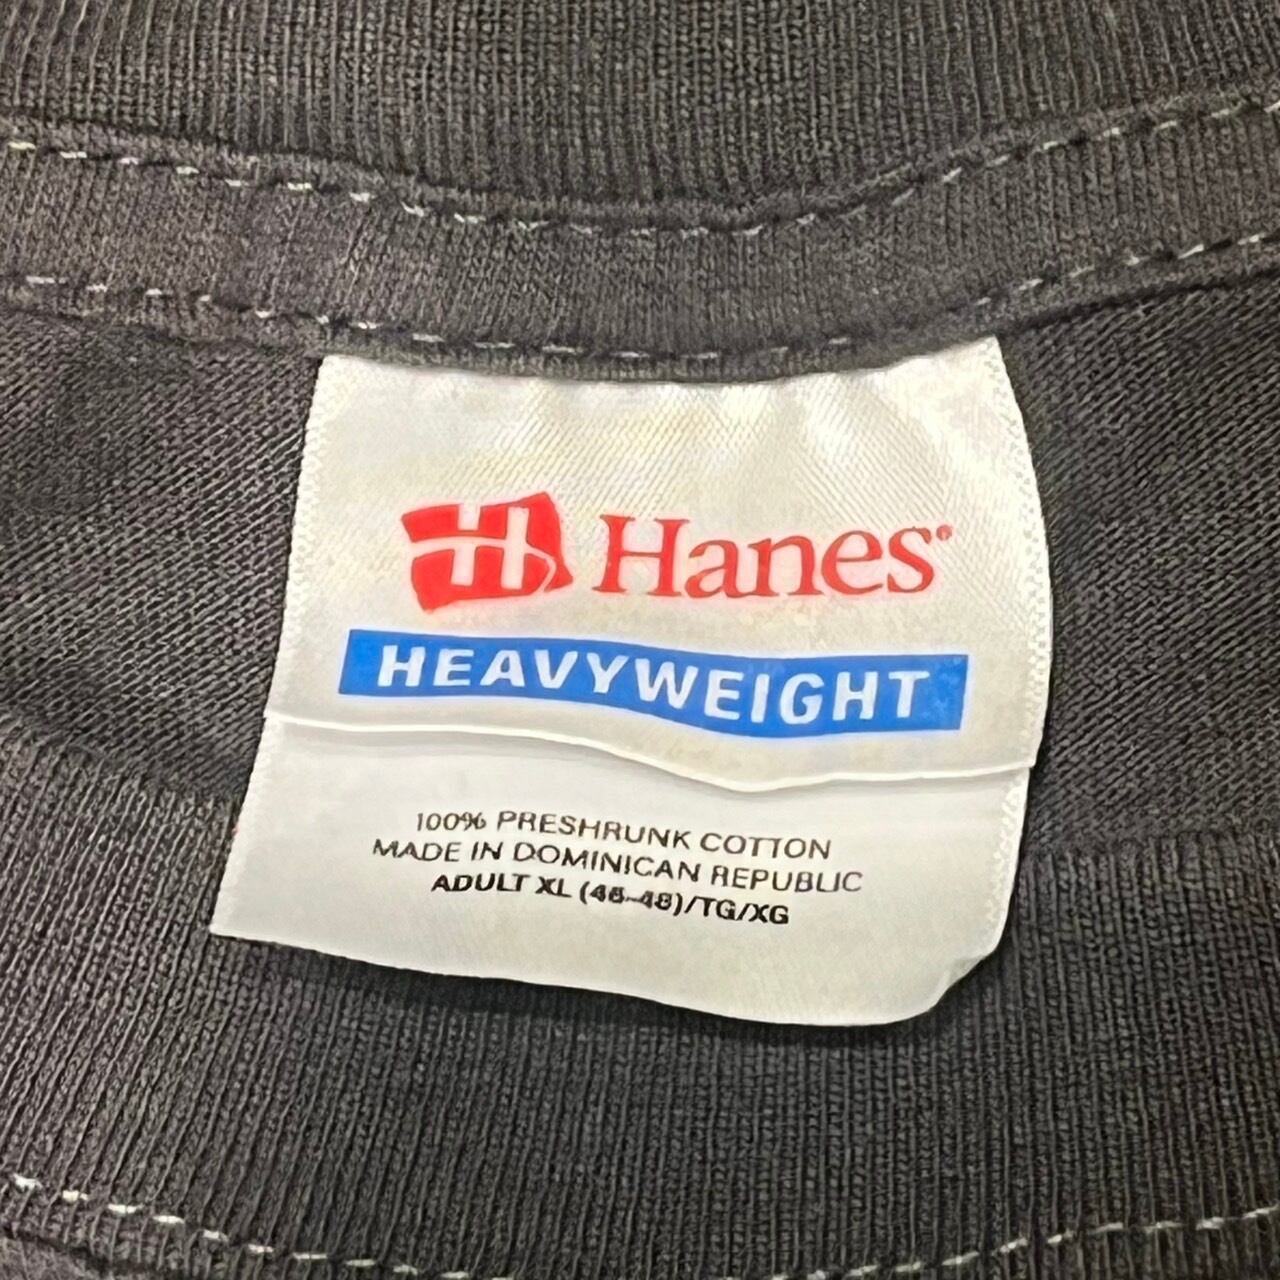 H Hanes®
HEAVYWEIGHT
100% PRESHRUNK COTTON
MADE IN DOMINICAN REPUBLIC
ADULT XL (46-48)/TG/XG